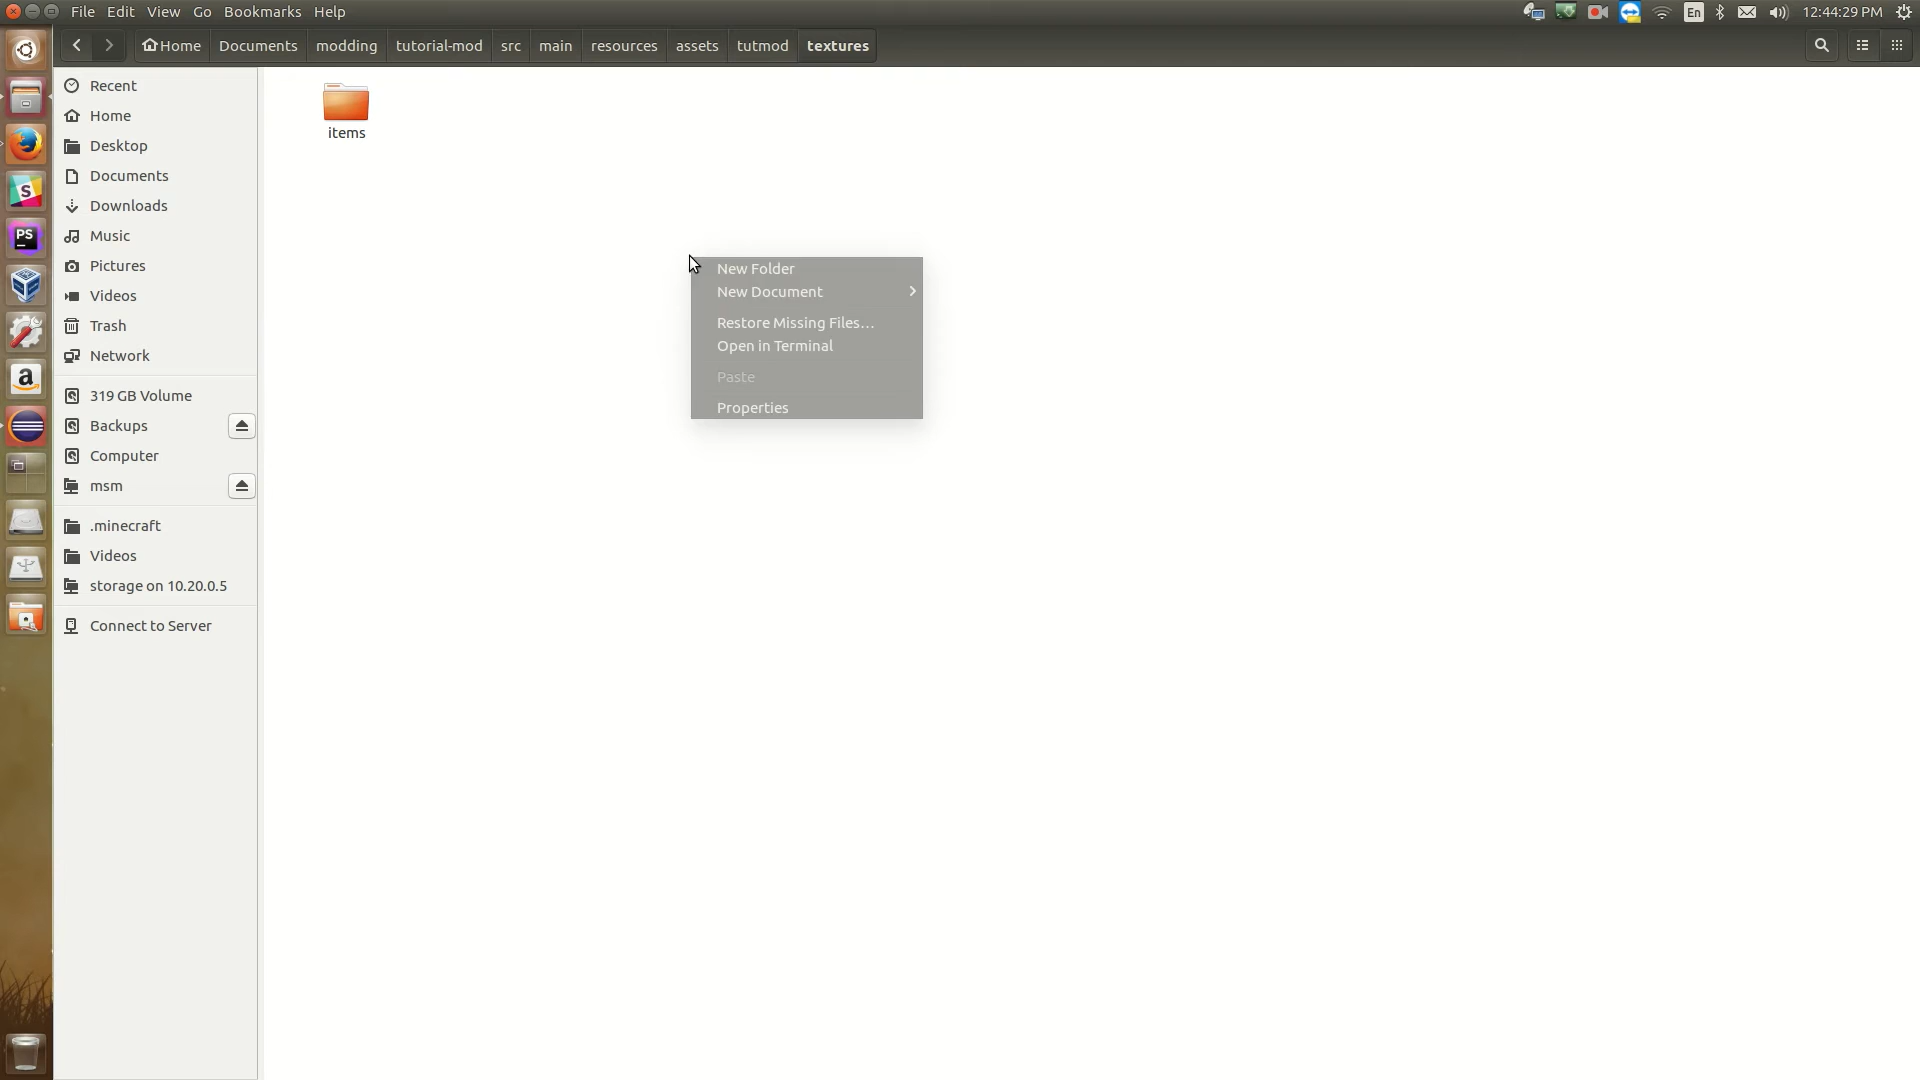 File Edit View Go Bookmarks Help
En 12:44:29 PM
Home Documents modding tutorial-mod src main resources assets tutmod textures
Recent
Home
Desktop
Documents
Downloads
Music
Pictures
Videos
Trash
Network
319 GB Volume
Backups
Computer
msm
.minecraft
Videos
storage on 10.20.0.5
Connect to Server
items
New Folder
New Document
Restore Missing Files…
Open in Terminal
Paste
Properties
S
PS
a